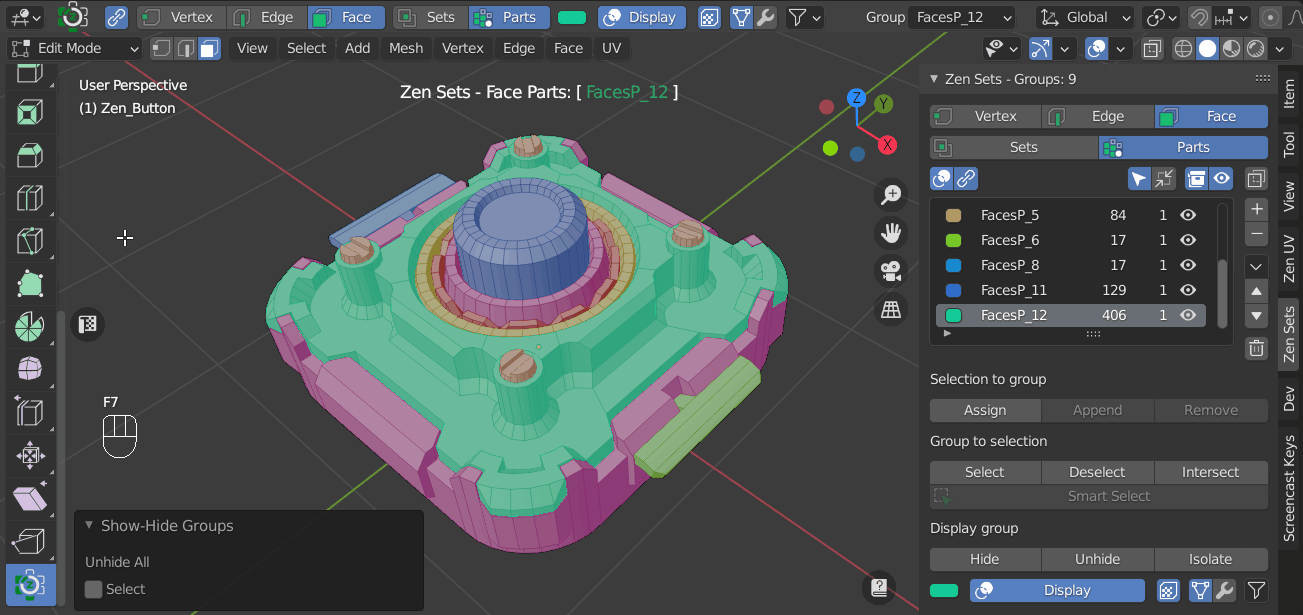 Vertex Edge Face Sets Parts Display Group FacesP_12 Global
Edit Mode View Select Add Mesh Vertex Edge Face UV
User Perspective
(1) Zen_Button
Zen Sets - Face Parts: [ FacesP_12 ]
Z
Y
X
F7
Show-Hide Groups
Unhide All
Select
Zen Sets - Groups: 9
Vertex Edge Face
Sets Parts
FacesP_5 84 1
FacesP_6 17 1
FacesP_8 17 1
FacesP_11 129 1
FacesP_12 406 1
Selection to group
Assign Append Remove
Group to selection
Select Deselect Intersect
Smart Select
Display group
Hide Unhide Isolate
Display
Item
Tool
View
Zen UV
Zen Sets
Dev
Screencast Keys